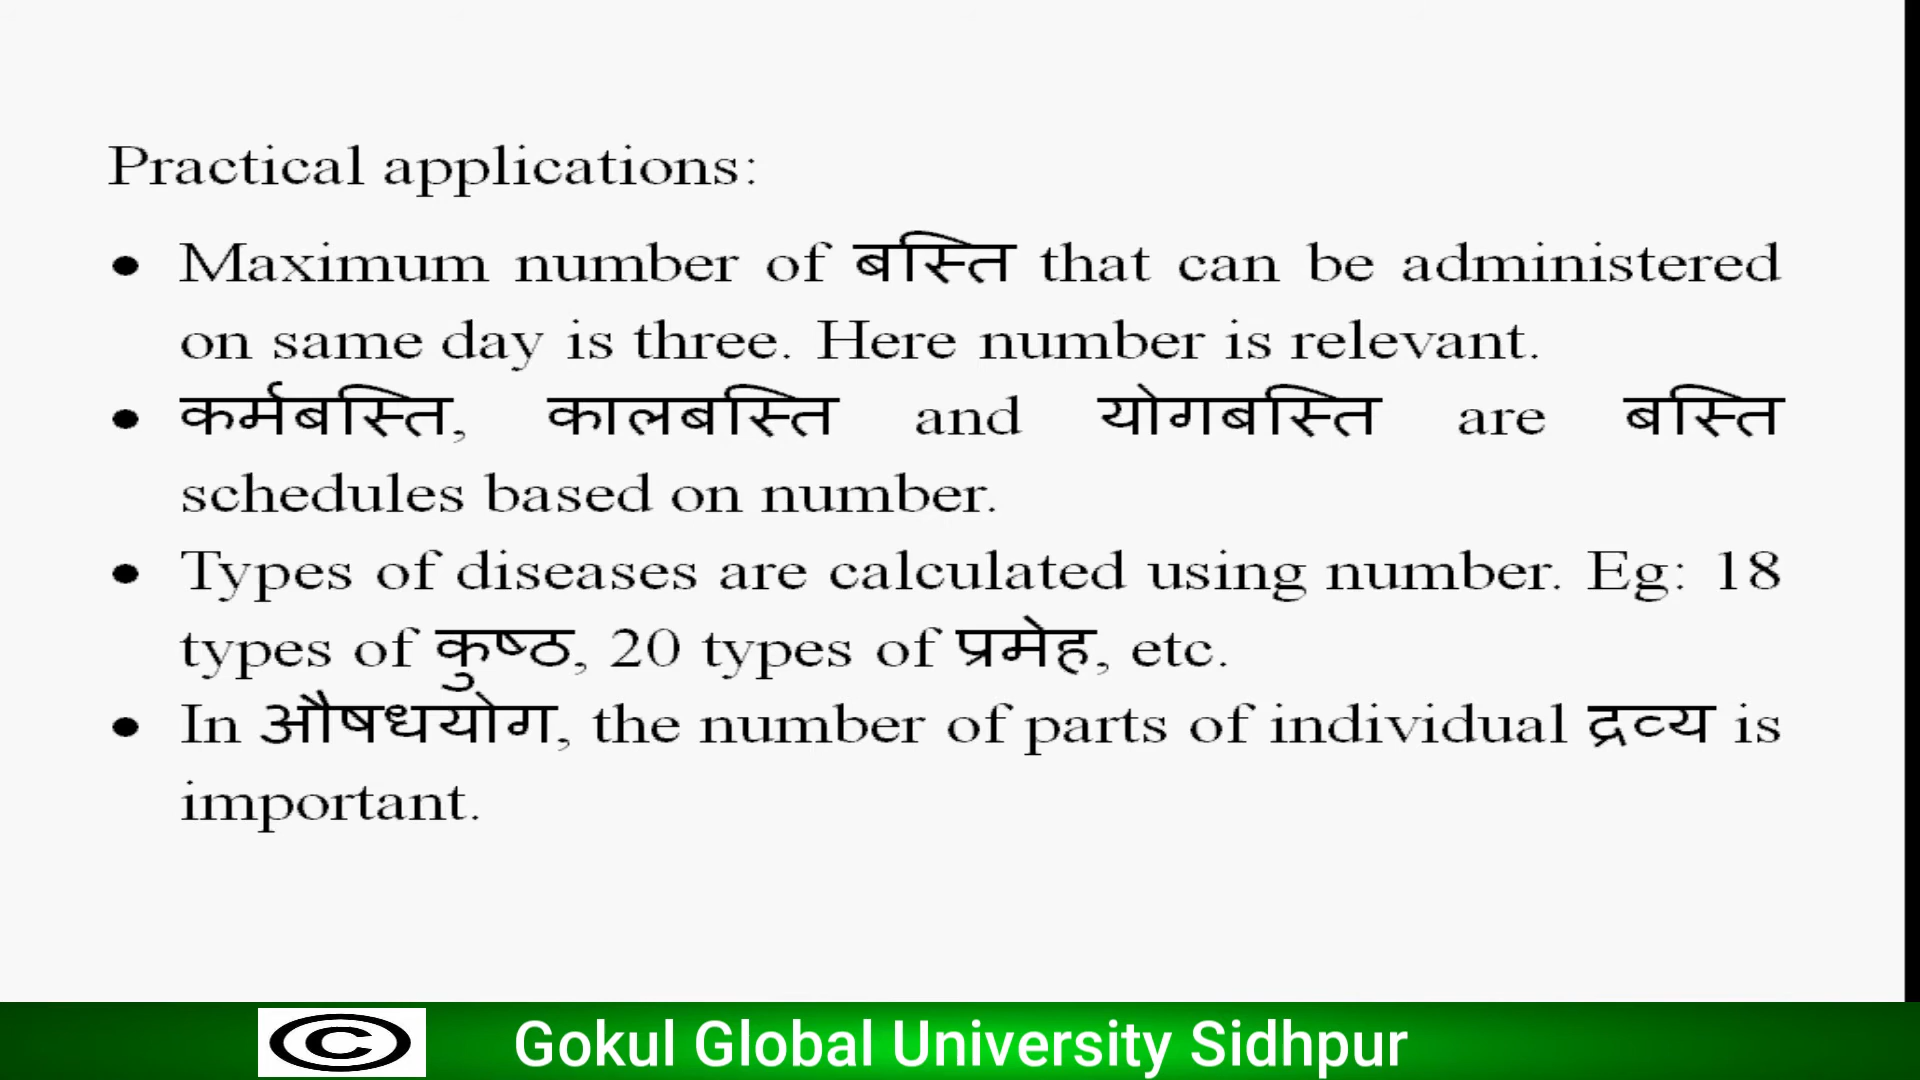 Practical applications:
• Maximum number of बस्ति that can be administered
on same day is three. Here number is relevant.
• कर्मबस्ति, कालबस्ति and योगबस्ति are बस्ति
schedules based on number.
• Types of diseases are calculated using number. Eg: 18
types of कुष्ठ, 20 types of प्रमेह, etc.
• In औषधयोग, the number of parts of individual द्रव्य is
important.
© Gokul Global University Sidhpur